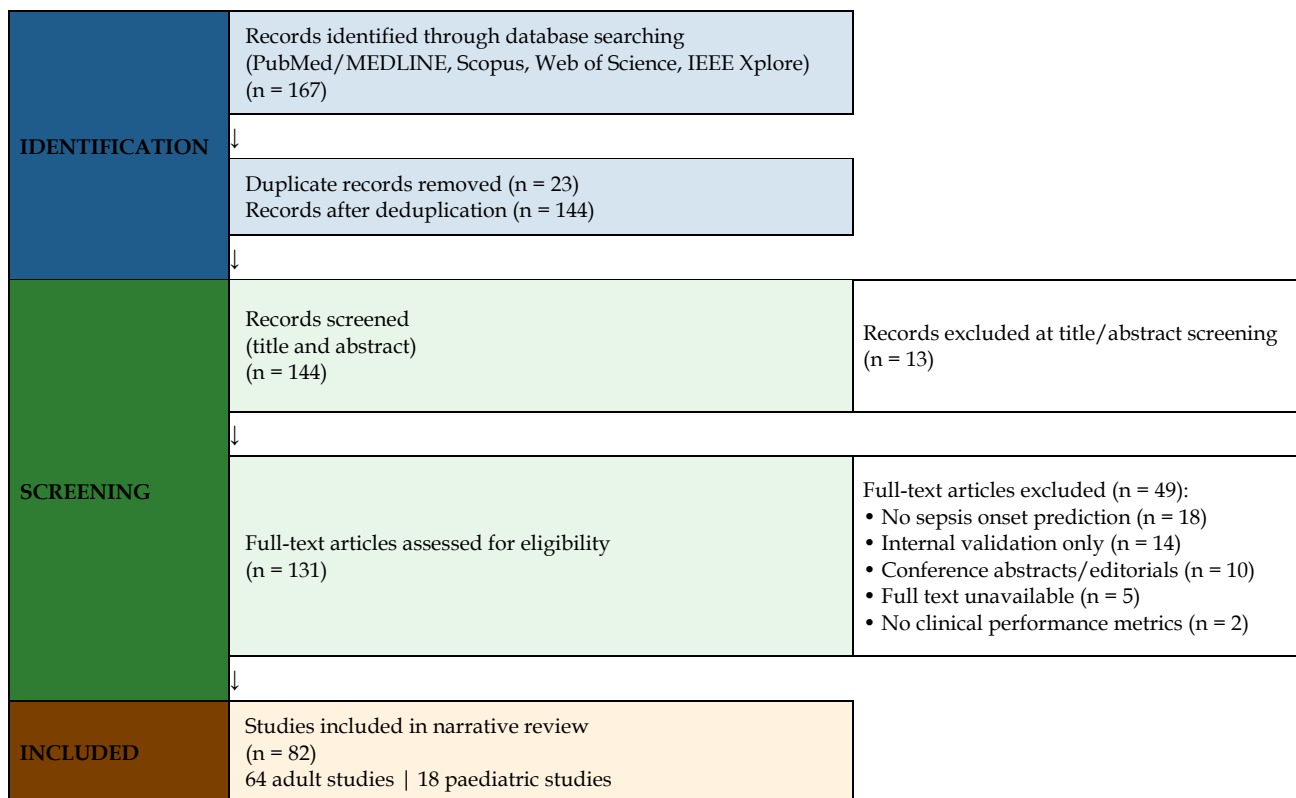 IDENTIFICATION
Records identified through database searching
(PubMed/MEDLINE, Scopus, Web of Science, IEEE Xplore)
(n = 167)
↓
Duplicate records removed (n = 23)
Records after deduplication (n = 144)
↓
SCREENING
Records screened
(title and abstract)
(n = 144)
Records excluded at title/abstract screening
(n = 13)
↓
Full-text articles assessed for eligibility
(n = 131)
Full-text articles excluded (n = 49):
• No sepsis onset prediction (n = 18)
• Internal validation only (n = 14)
• Conference abstracts/editorials (n = 10)
• Full text unavailable (n = 5)
• No clinical performance metrics (n = 2)
↓
INCLUDED
Studies included in narrative review
(n = 82)
64 adult studies | 18 paediatric studies